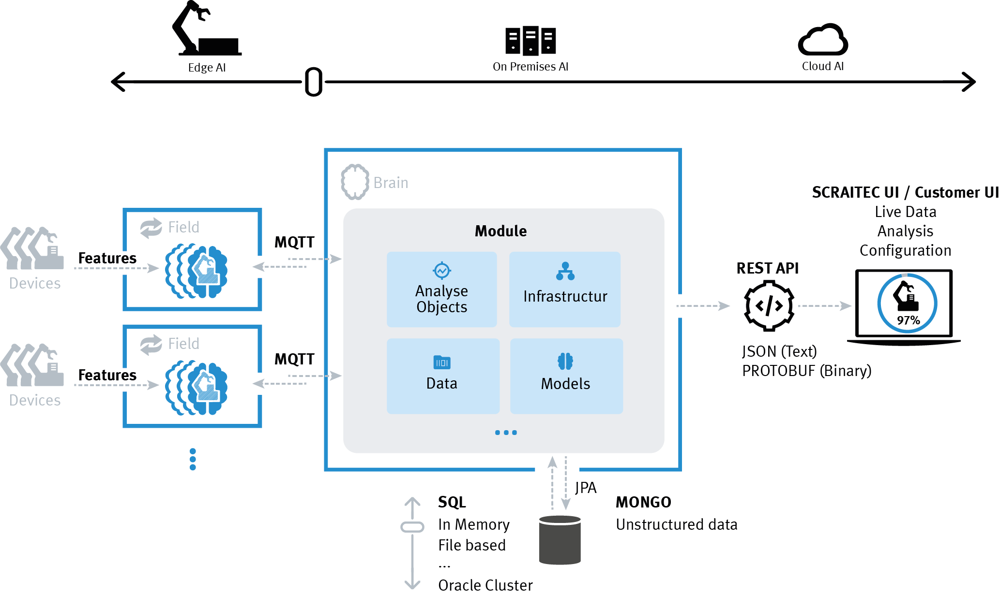 Edge AI
On Premises AI
Cloud AI
Brain
SCRAITEC UI / Customer UI
Live Data
Analysis
Configuration
Field
Module
MQTT
Features
Devices
Analyse
Objects
Infrastructur
REST API
97%
Field
MQTT
Features
Devices
Data
Models
...
JSON (Text)
PROTOBUF (Binary)
JPA
SQL
In Memory
File based
...
Oracle Cluster
MONGO
Unstructured data